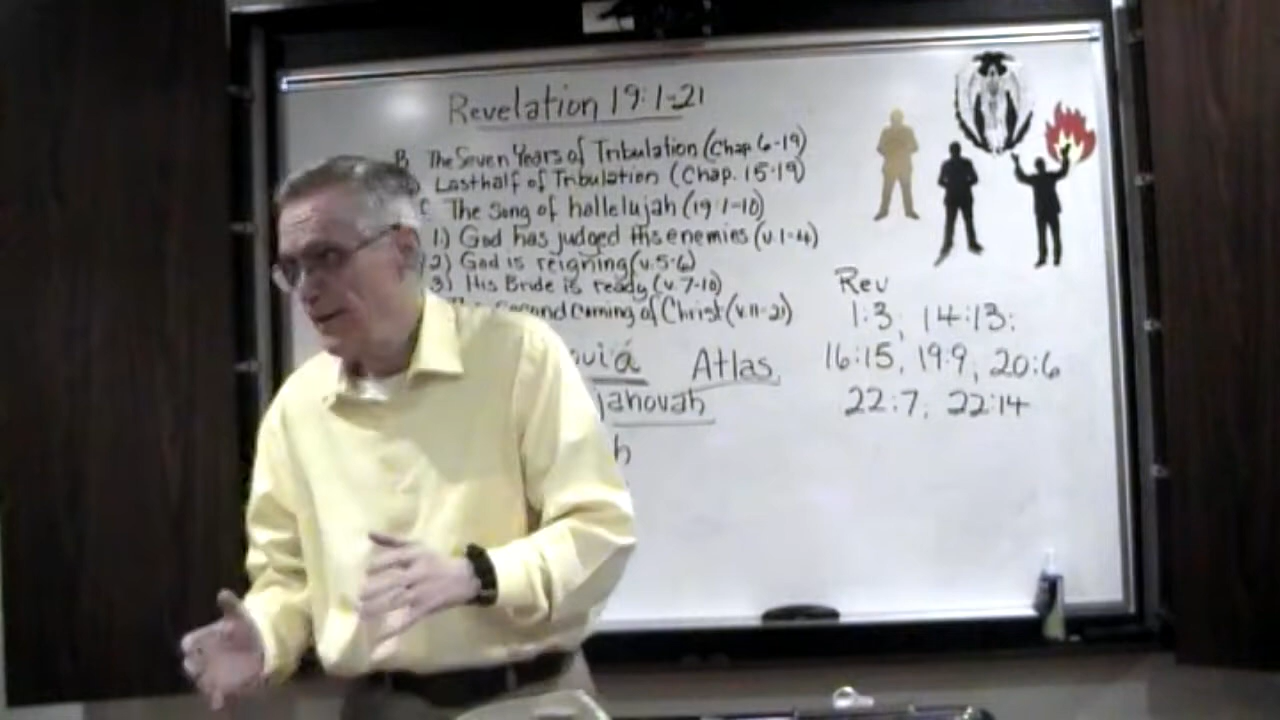 Revelation 19:1-21
B. The Seven Years of Tribulation (Chap. 6-19)
Last half of Tribulation (Chap. 15-19)
The Song of hallelujah (19:1-10)
1.) God has judged His enemies (v.1-4)
2) God is reigning (v.5-6)
3) His Bride is ready (v.7-10)
Second Coming of Christ (v.11-21)
Atlas
Jahovah
h
Rev
1:3, 14:13:
16:15, 19:9, 20:6
22:7, 22:14